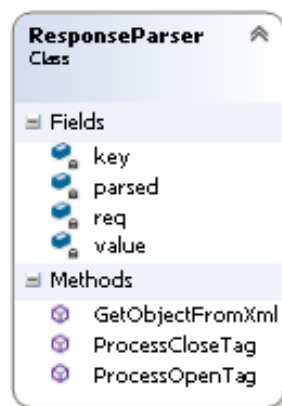 ResponseParser
Class
Fields
key
parsed
req
value
Methods
GetObjectFromXml
ProcessCloseTag
ProcessOpenTag